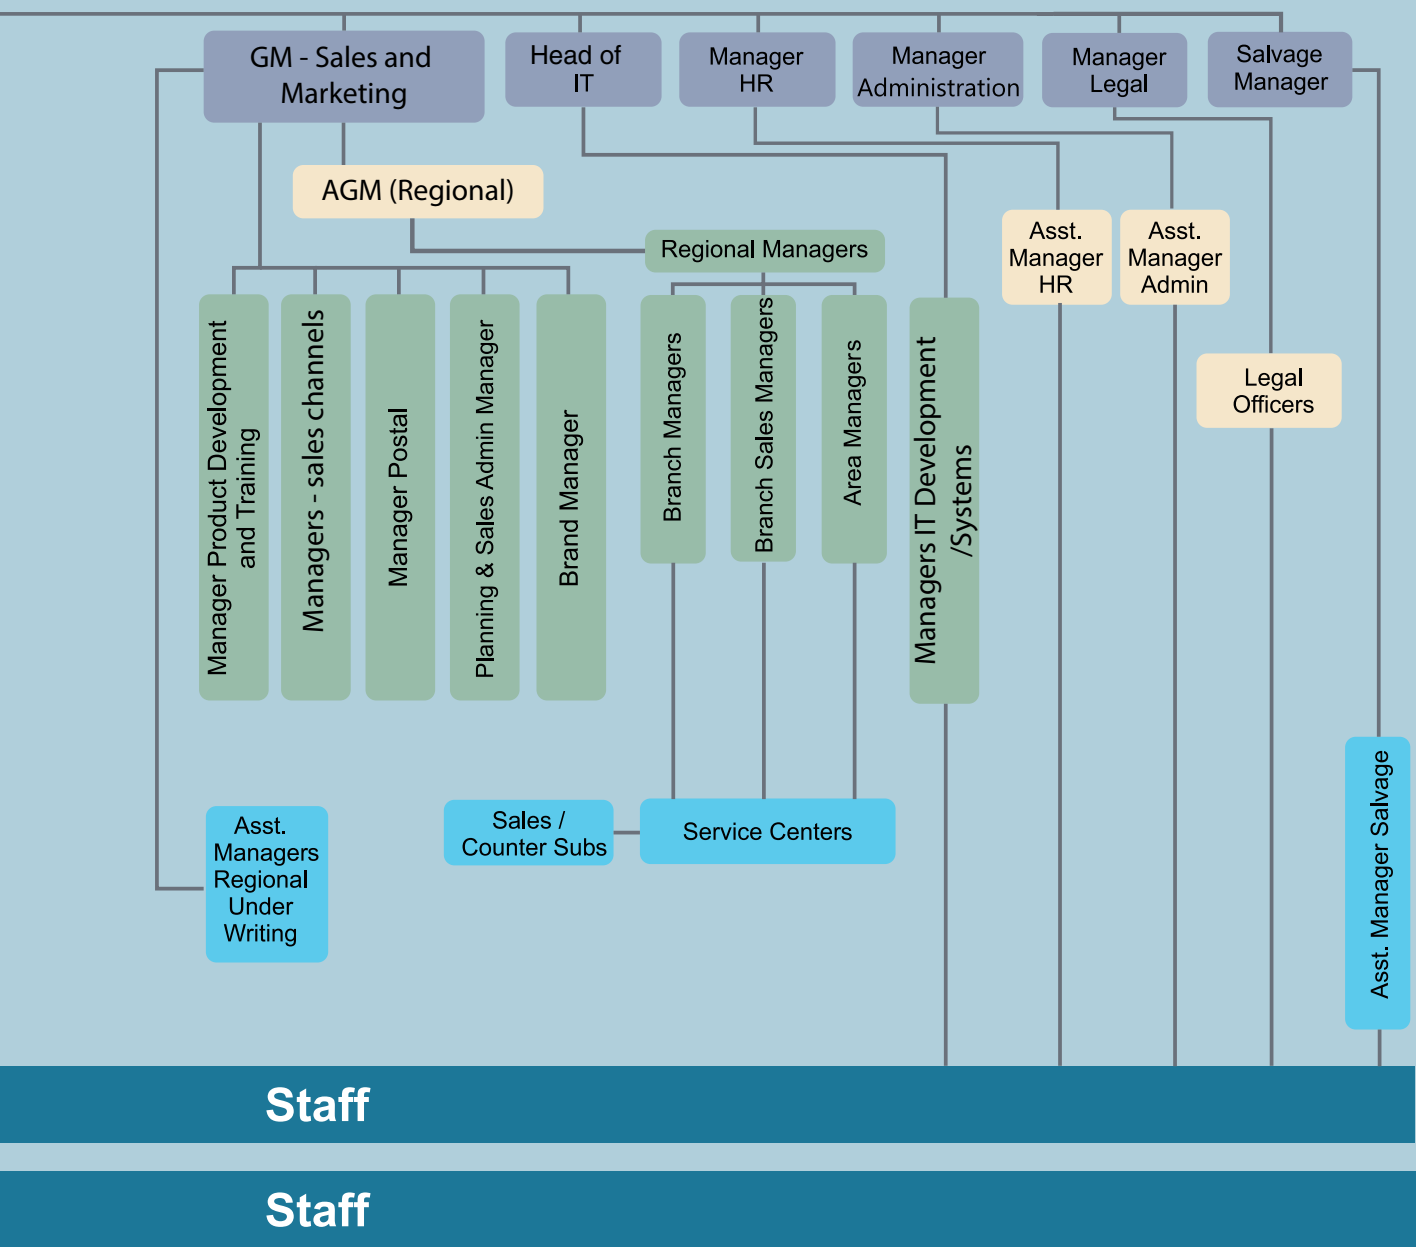 GM - Sales and
Marketing
Head of
IT
Manager
HR
Manager
Administration
Manager
Legal
Salvage
Manager
AGM (Regional)
Regional Managers
Asst.
Manager
HR
Asst.
Manager
Admin
Legal
Officers
Manager Product Development
and Training
Managers - sales channels
Manager Postal
Planning & Sales Admin Manager
Brand Manager
Branch Managers
Branch Sales Managers
Area Managers
Managers IT Development
/Systems
Asst. Manager Salvage
Sales /
Counter Subs
Service Centers
Asst.
Managers
Regional
Under
Writing
Staff
Staff